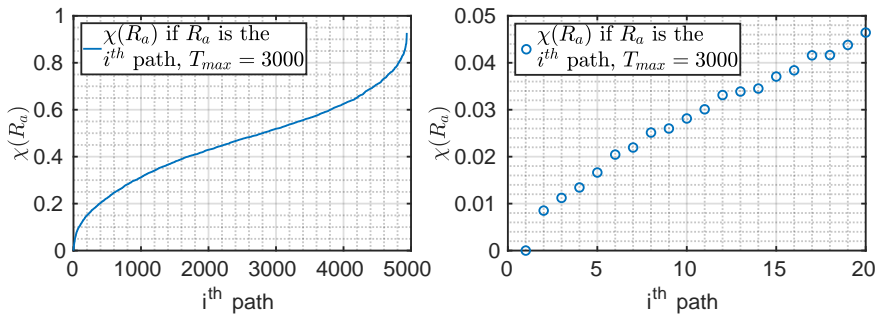 1
0.8
0.6
0.4
0.2
0
χ(R_a)
χ(R_a) if R_a is the
i^th path, T_max = 3000
0 1000 2000 3000 4000 5000
i^th path
0.05
0.04
0.03
0.02
0.01
0
χ(R_a)
χ(R_a) if R_a is the
i^th path, T_max = 3000
0 5 10 15 20
i^th path